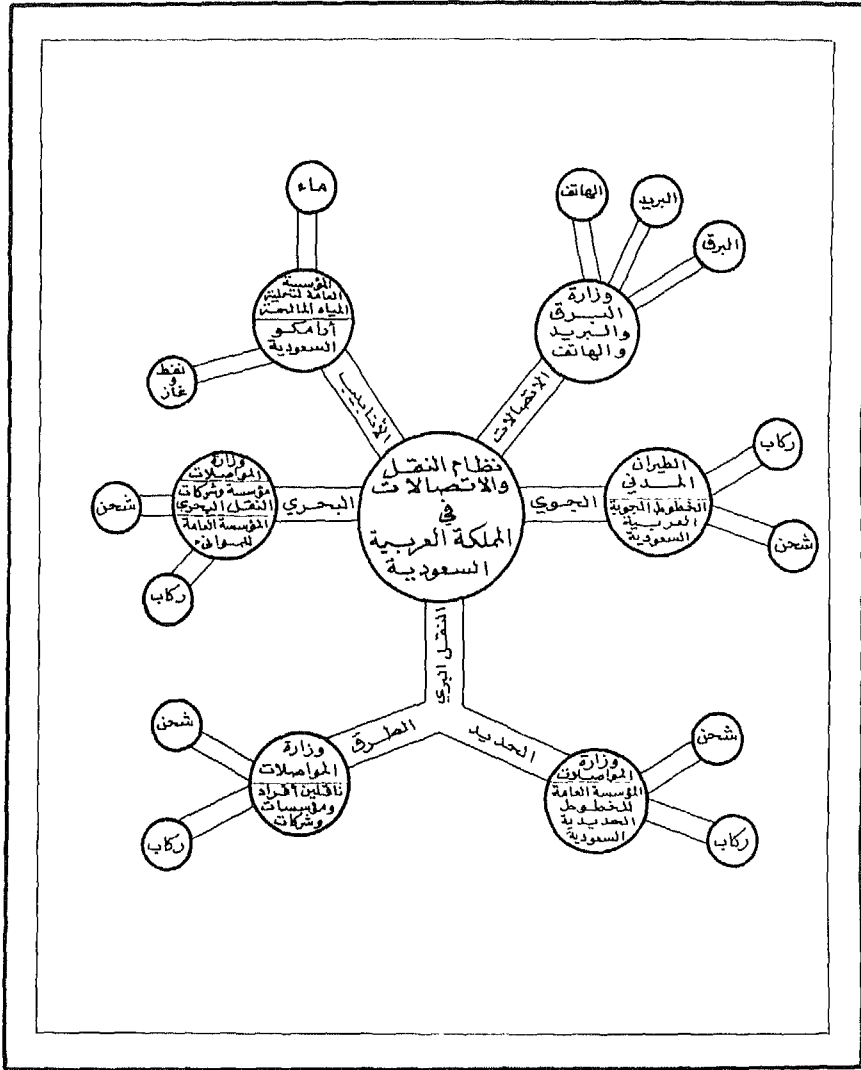 ماء
المؤسسة
العامة لتحلية
المياه المالحة
أرامكو
السعودية
نفط
و
غاز
الأنابيب
الهاتف
البريد
البرق
وزارة
البرق
والبريد
والهاتف
الاتصالات
نظام النقل
والاتصالات
في
المملكة العربية
السعودية
الجوي
الطيران
المدني
الخطوط الجوية
العربية
السعودية
ركاب
شحن
البحري
وزارة
المواصلات
مؤسسة وشركات
النقل البحري
المؤسسة العامة
للموانئ
شحن
ركاب
النقل البري
الحديد
وزارة
المواصلات
المؤسسة العامة
للخطوط
الحديدية
السعودية
شحن
ركاب
الطرق
وزارة
المواصلات
ناقلين أفراد
ومؤسسات
وشركات
شحن
ركاب